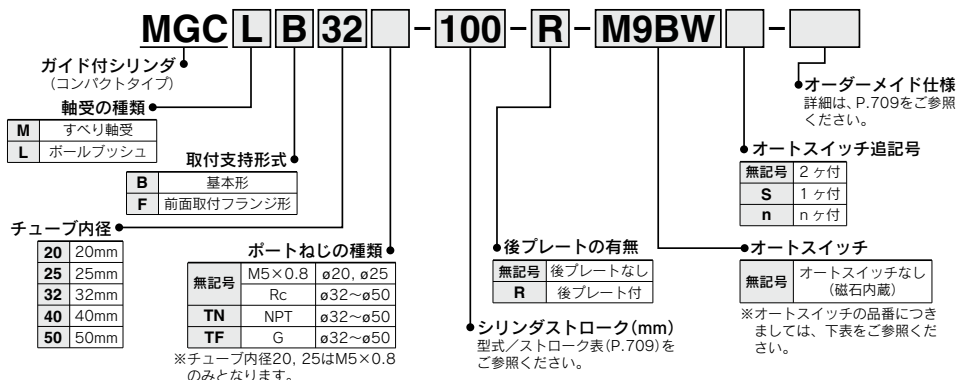 MGC L B 32 - 100 - R - M9BW -
ガイド付シリンダ
(コンパクトタイプ)
軸受の種類
M すべり軸受
L ボールブッシュ
取付支持形式
B 基本形
F 前面取付フランジ形
チューブ内径
20 20mm
25 25mm
32 32mm
40 40mm
50 50mm
ポートねじの種類
無記号 M5×0.8 ø20, ø25
Rc ø32～ø50
TN NPT ø32～ø50
TF G ø32～ø50
※チューブ内径20, 25はM5×0.8
のみとなります。
シリンダストローク(mm)
型式／ストローク表(P.709)を
ご参照ください。
後プレートの有無
無記号 後プレートなし
R 後プレート付
オートスイッチ
無記号 オートスイッチなし
(磁石内蔵)
※オートスイッチの品番につき
ましては、下表をご参照くだ
さい。
オートスイッチ追記号
無記号 2ヶ付
S 1ヶ付
n nヶ付
オーダーメイド仕様
詳細は、P.709をご参照
ください。